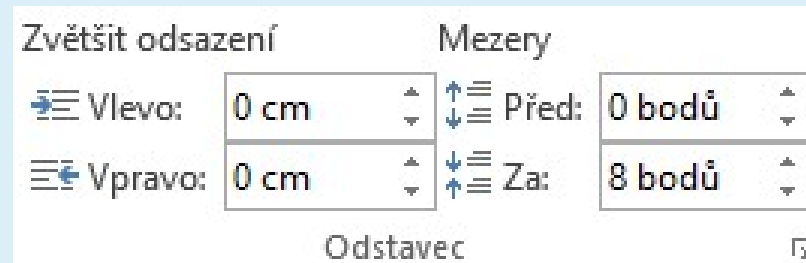 Zvětšit odsazení Mezery
Vlevo: 0 cm Před: 0 bodů
Vpravo: 0 cm Za: 8 bodů
Odstavec